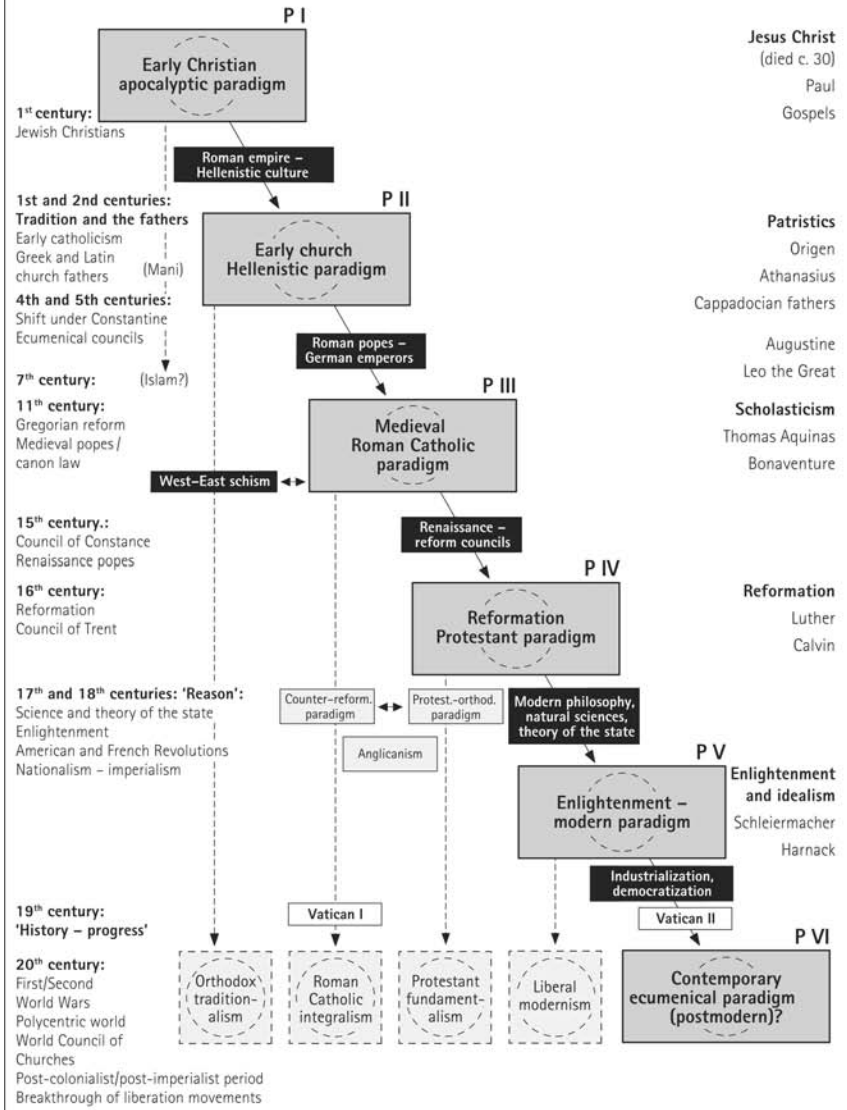 P I
Early Christian
apocalyptic paradigm
Jesus Christ
(died c. 30)
Paul
Gospels
1st century:
Jewish Christians
Roman empire –
Hellenistic culture
P II
1st and 2nd centuries:
Tradition and the fathers
Early catholicism
Greek and Latin
church fathers
(Mani)
Early church
Hellenistic paradigm
Patristics
Origen
Athanasius
Cappadocian fathers
4th and 5th centuries:
Shift under Constantine
Ecumenical councils
Roman popes –
German emperors
Augustine
Leo the Great
7th century:
(Islam?)
P III
11th century:
Gregorian reform
Medieval popes/
canon law
Medieval
Roman Catholic
paradigm
Scholasticism
Thomas Aquinas
Bonaventure
West–East schism
15th century.:
Council of Constance
Renaissance popes
Renaissance –
reform councils
P IV
16th century:
Reformation
Council of Trent
Reformation
Protestant paradigm
Reformation
Luther
Calvin
17th and 18th centuries: 'Reason':
Science and theory of the state
Enlightenment
American and French Revolutions
Nationalism – imperialism
Counter-reform.
paradigm
Protest.-orthod.
paradigm
Anglicanism
Modern philosophy,
natural sciences,
theory of the state
P V
Enlightenment –
modern paradigm
Enlightenment
and idealism
Schleiermacher
Harnack
Industrialization,
democratization
19th century:
'History – progress'
Vatican I
Vatican II
P VI
20th century:
First/Second
World Wars
Polycentric world
World Council of
Churches
Post-colonialist/post-imperialist period
Breakthrough of liberation movements
Orthodox
tradition-
alism
Roman
Catholic
integralism
Protestant
fundament-
alism
Liberal
modernism
Contemporary
ecumenical paradigm
(postmodern)?